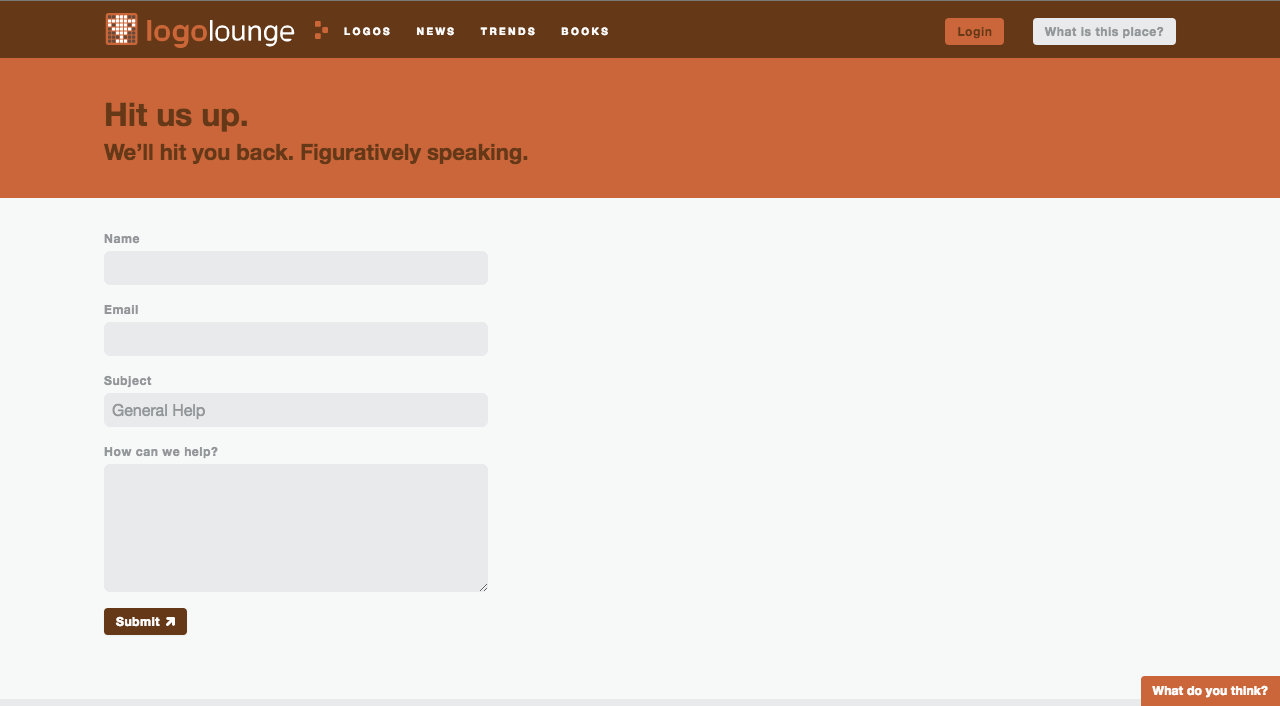 logolounge LOGOS NEWS TRENDS BOOKS Login What is this place?
Hit us up.
We’ll hit you back. Figuratively speaking.
Name
Email
Subject
General Help
How can we help?
Submit
What do you think?